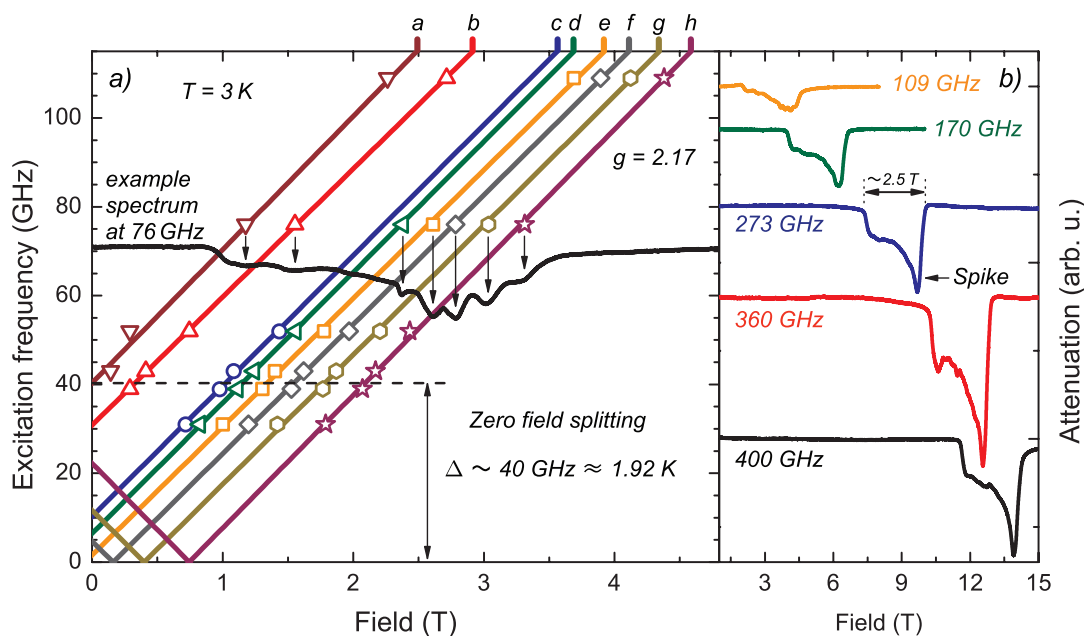 a b c d e f g h
a)
T = 3 K
g = 2.17
example
spectrum
at 76 GHz
Zero field splitting
Δ ~ 40 GHz ≈ 1.92 K
Excitation frequency (GHz)
100
80
60
40
20
0
0 1 2 3 4
Field (T)
b)
109 GHz
170 GHz
~2.5 T
273 GHz
Spike
360 GHz
400 GHz
Attenuation (arb. u.)
3 6 9 12 15
Field (T)